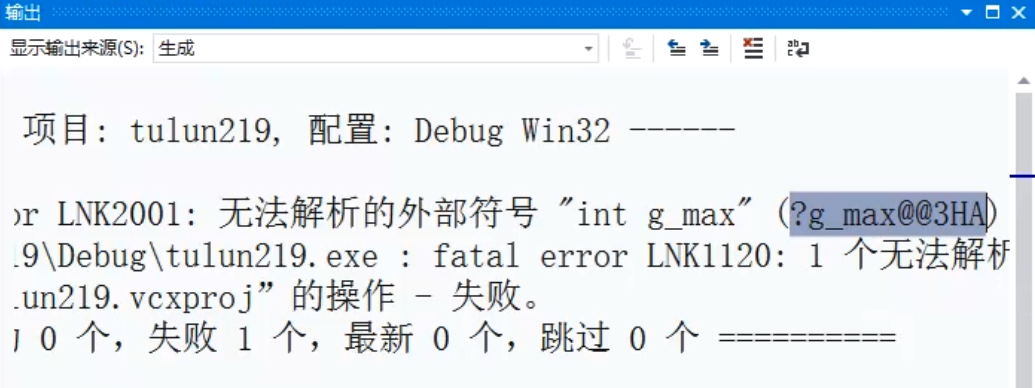 输出
显示输出来源(S): 生成
项目: tulun219, 配置: Debug Win32 ------
or LNK2001: 无法解析的外部符号 "int g_max" (?g_max@@3HA)
19\Debug\tulun219.exe : fatal error LNK1120: 1 个无法解析
lun219.vcxproj”的操作 - 失败。
0 个，失败 1 个，最新 0 个，跳过 0 个 ==========